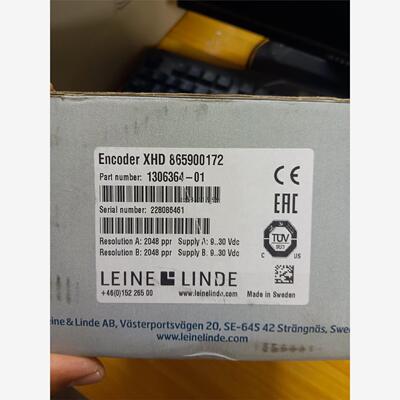 Encoder XHD 865900172
Part number: 1306364-01
Serial number: 228086461
Resolution A: 2048 ppr Supply A: 9..30 Vdc
Resolution B: 2048 ppr Supply B: 9..30 Vdc
CE
EAC
TÜV
SÜD
C US
LEINE LINDE
+46(0)152 265 00 www.leinelinde.com Made in Sweden
eine & Linde AB, Västerportsvägen 20, SE-645 42 Strängnäs, Swe
www.leinelinde.com